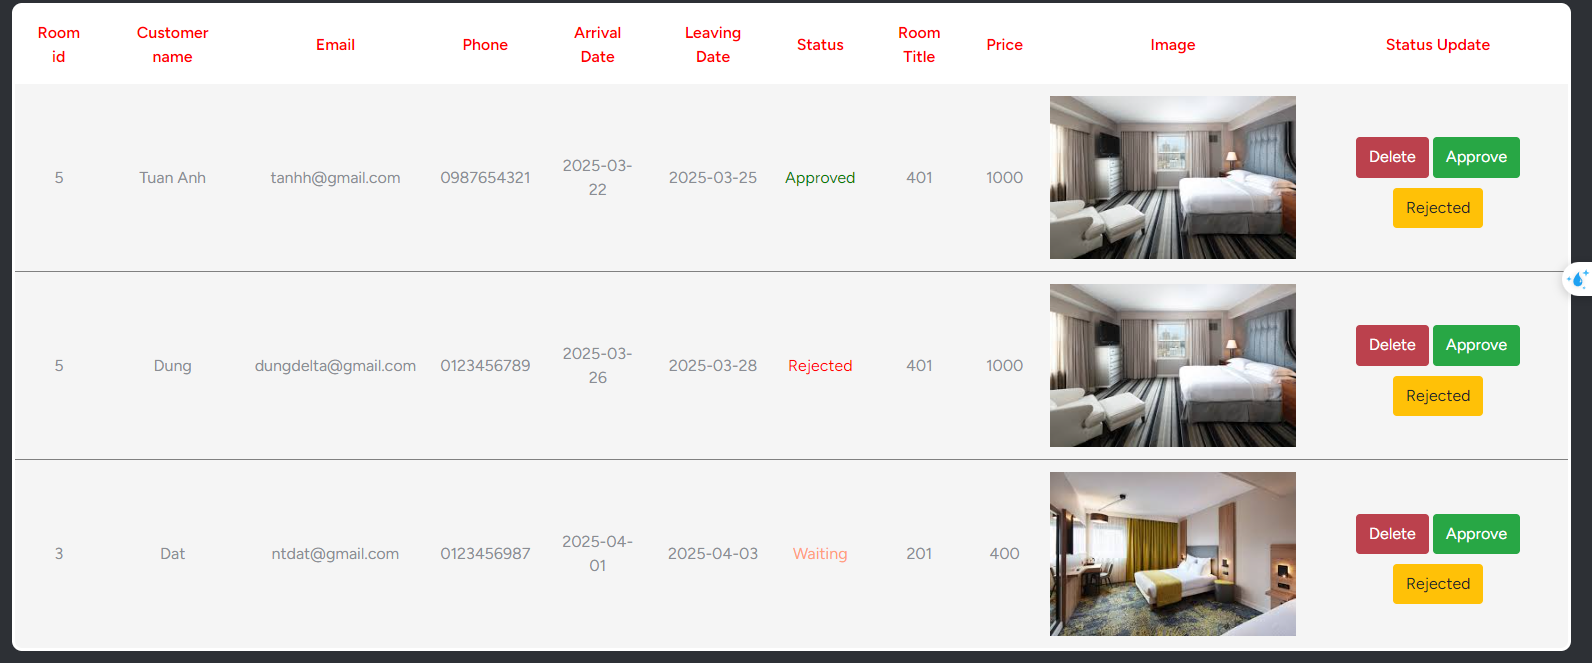 Room id Customer name Email Phone Arrival Date Leaving Date Status Room Title Price Image Status Update
5 Tuan Anh tanhh@gmail.com 0987654321 2025-03-22 2025-03-25 Approved 401 1000 Delete Approve
Rejected
5 Dung dungdelta@gmail.com 0123456789 2025-03-26 2025-03-28 Rejected 401 1000 Delete Approve
Rejected
3 Dat ntdat@gmail.com 0123456987 2025-04-01 2025-04-03 Waiting 201 400 Delete Approve
Rejected